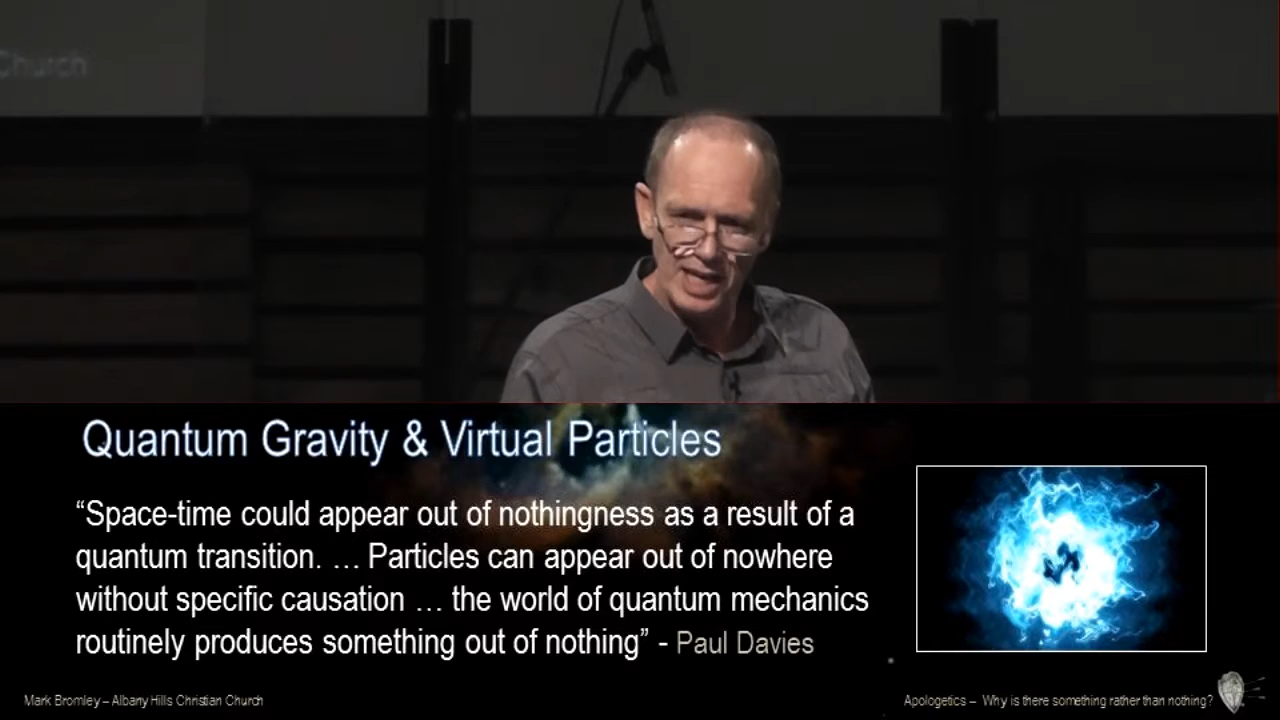 Church
Quantum Gravity & Virtual Particles
“Space-time could appear out of nothingness as a result of a
quantum transition. … Particles can appear out of nowhere
without specific causation … the world of quantum mechanics
routinely produces something out of nothing” - Paul Davies
Mark Bromley – Albany Hills Christian Church
Apologetics – Why is there something rather than nothing?